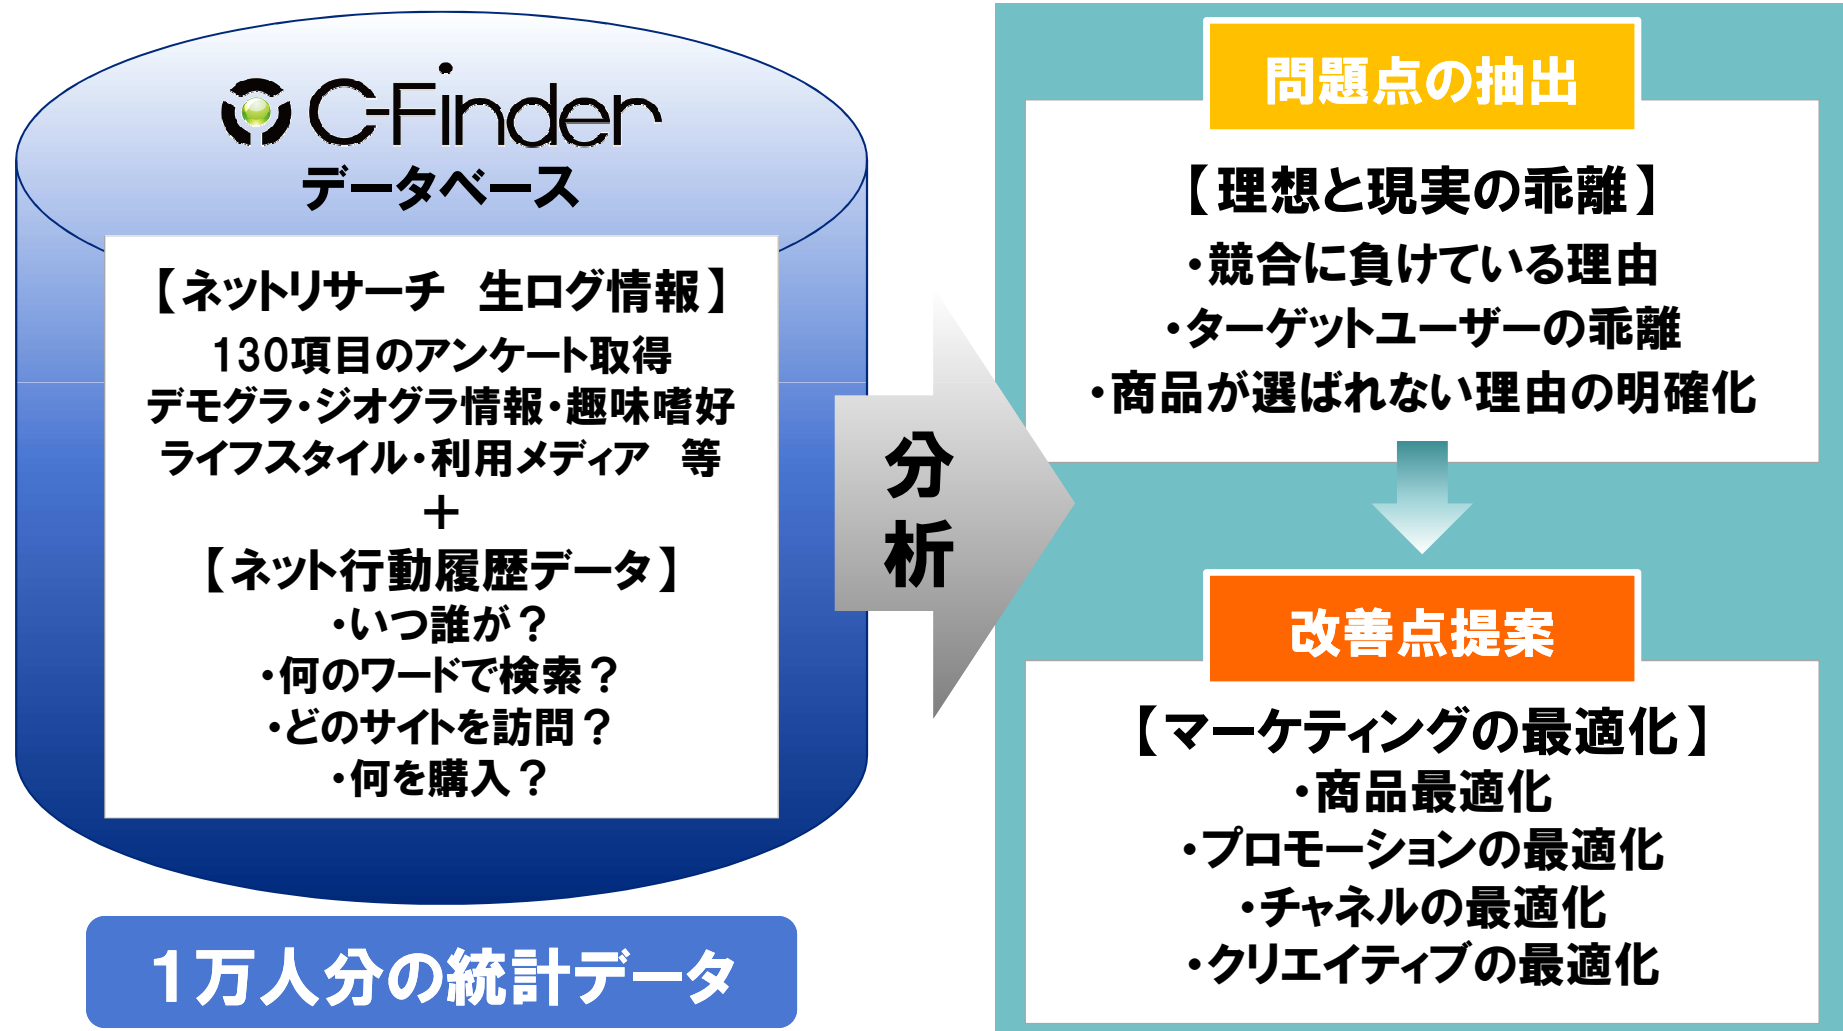 C-Finder
データベース
【ネットリサーチ　生ログ情報】
130項目のアンケート取得
デモグラ・ジオグラ情報・趣味嗜好
ライフスタイル・利用メディア　等
＋
【ネット行動履歴データ】
・いつ誰が？
・何のワードで検索？
・どのサイトを訪問？
・何を購入？
1万人分の統計データ
分析
問題点の抽出
【理想と現実の乖離】
・競合に負けている理由
・ターゲットユーザーの乖離
・商品が選ばれない理由の明確化
改善点提案
【マーケティングの最適化】
・商品最適化
・プロモーションの最適化
・チャネルの最適化
・クリエイティブの最適化